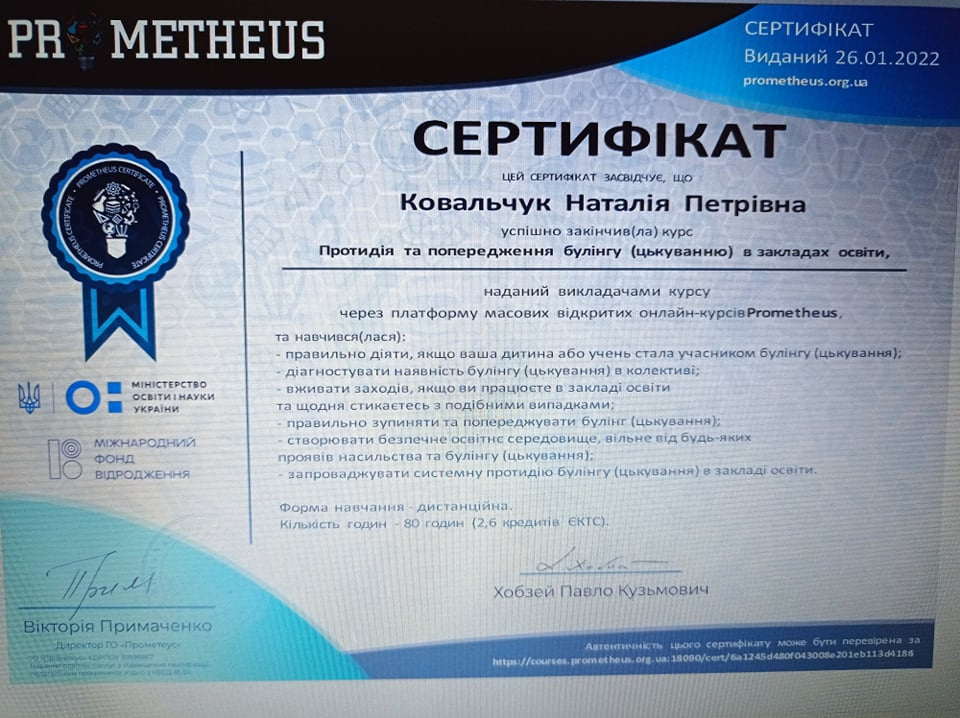 PROMETHEUS
СЕРТИФІКАТ
Виданий 26.01.2022
prometheus.org.ua
СЕРТИФІКАТ
ЦЕЙ СЕРТИФІКАТ ЗАСВІДЧУЄ, ЩО
Ковальчук Наталія Петрівна
успішно закінчив(ла) курс
Протидія та попередження булінгу (цькуванню) в закладах освіти,
наданий викладачами курсу
через платформу масових відкритих онлайн-курсівPrometheus,
та навчився(лася):
- правильно діяти, якщо ваша дитина або учень стала учасником булінгу (цькування);
- діагностувати наявність булінгу (цькування) в колективі;
- вживати заходів, якщо ви працюєте в закладі освіти
та щодня стикаєтесь з подібними випадками;
- правильно зупиняти та попереджувати булінг (цькування);
- створювати безпечне освітнє середовище, вільне від будь-яких
проявів насильства та булінгу (цькування);
- запроваджувати системну протидію булінгу (цькування) в закладі освіти.
Форма навчання - дистанційна.
Кількість годин - 80 годин (2,6 кредитів ЄКТС).
PROMETHEUS CERTIFICATE • PROMETHEUS CERTIFICATE • PROMETHEUS CERTIFICATE
МІНІСТЕРСТВО
ОСВІТИ І НАУКИ
УКРАЇНИ
МІЖНАРОДНИЙ
ФОНД
ВІДРОДЖЕННЯ
Вікторія Примаченко
Директор ГО «Прометеус»
Хобзей Павло Кузьмович
Автентичність цього сертифікату може бути перевірена за
https://courses.prometheus.org.ua:18090/cert/6a1245d480f043008e201eb113d4186